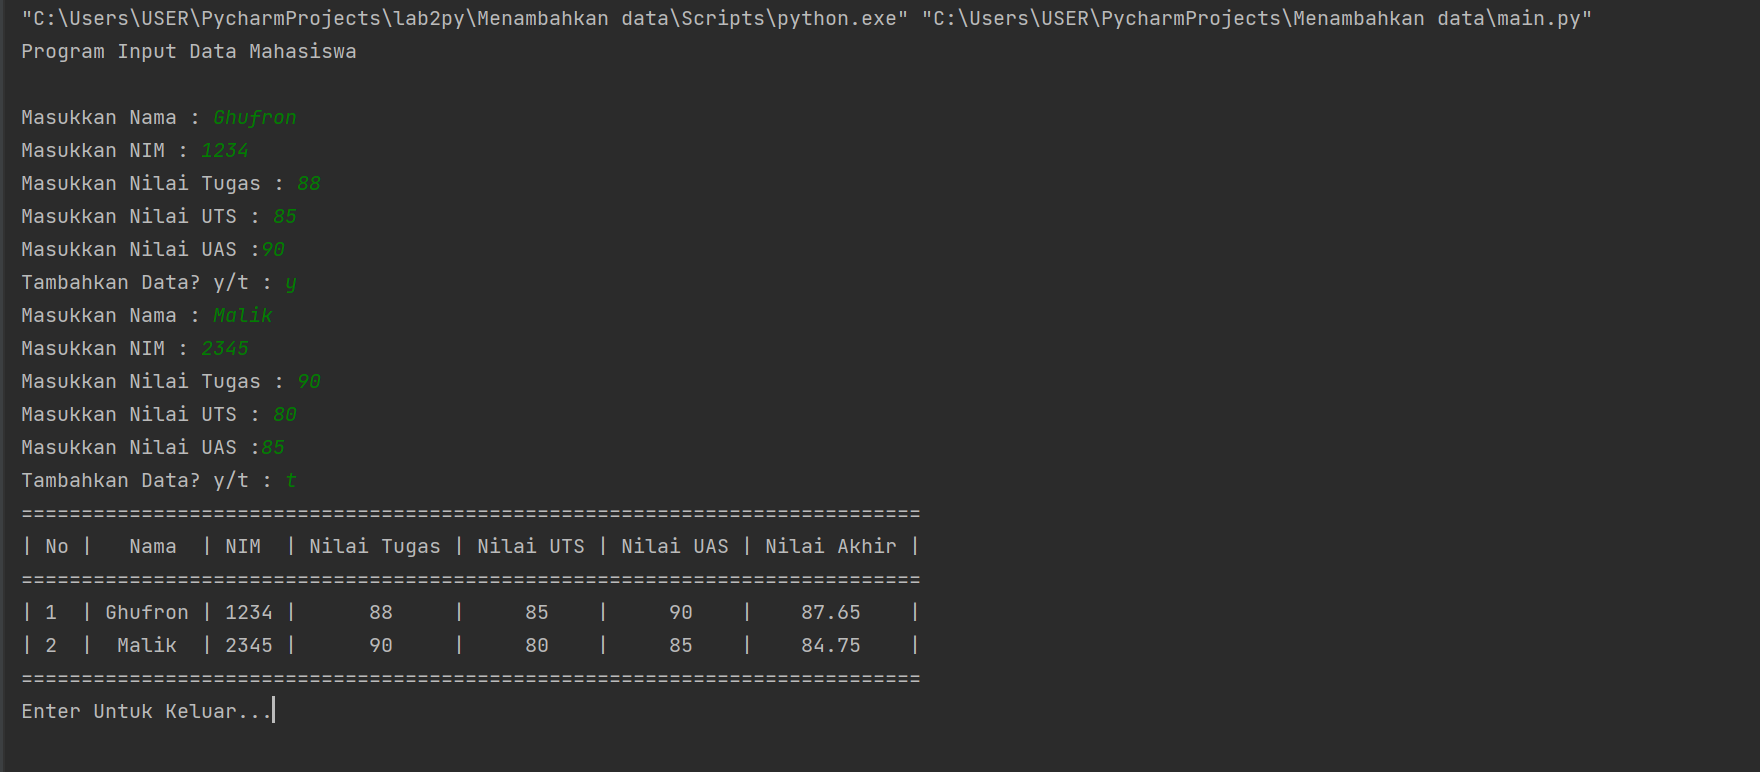 "C:\Users\USER\PycharmProjects\lab2py\Menambahkan data\Scripts\python.exe" "C:\Users\USER\PycharmProjects\Menambahkan data\main.py"
Program Input Data Mahasiswa

Masukkan Nama : Ghufron
Masukkan NIM : 1234
Masukkan Nilai Tugas : 88
Masukkan Nilai UTS : 85
Masukkan Nilai UAS :90
Tambahkan Data? y/t : y
Masukkan Nama : Malik
Masukkan NIM : 2345
Masukkan Nilai Tugas : 90
Masukkan Nilai UTS : 80
Masukkan Nilai UAS :85
Tambahkan Data? y/t : t
===========================================================================
| No |   Nama  | NIM  | Nilai Tugas | Nilai UTS | Nilai UAS | Nilai Akhir |
===========================================================================
| 1  | Ghufron | 1234 |      88     |     85    |     90    |    87.65    |
| 2  |  Malik  | 2345 |      90     |     80    |     85    |    84.75    |
===========================================================================
Enter Untuk Keluar...